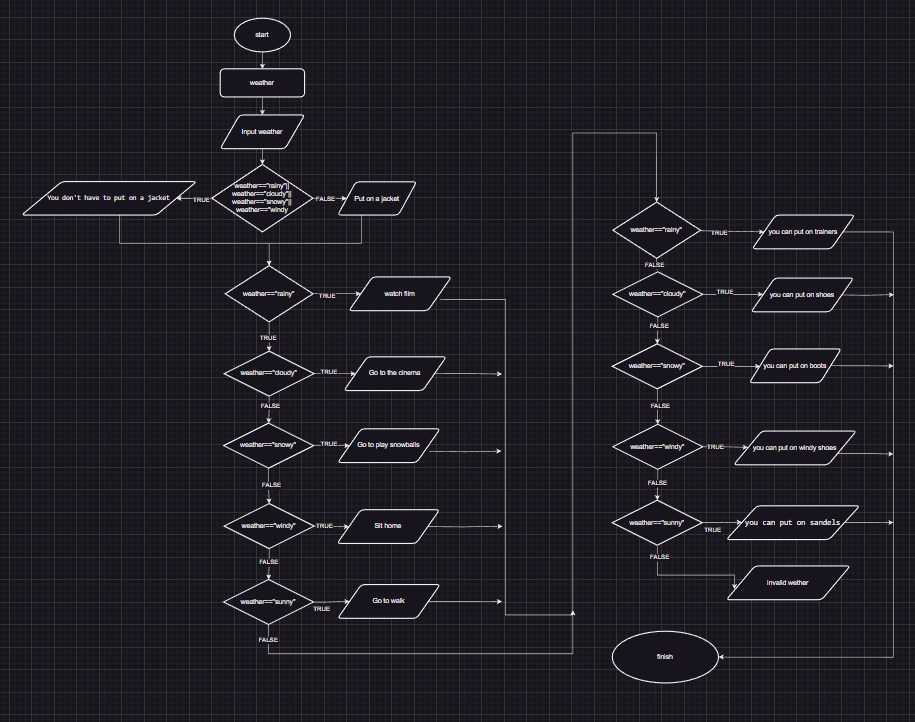 start
weather
Input weather
weather=="rainy"||
weather=="cloudy"||
weather=="snowy"||
weather=="windy
TRUE
You don't have to put on a jacket
FALSE
Put on a jacket
weather=="rainy"
TRUE
watch film
TRUE
weather=="cloudy"
TRUE
Go to the cinema
FALSE
weather=="snowy"
TRUE
Go to play snowballs
FALSE
weather=="windy"
TRUE
Sit home
FALSE
weather=="sunny"
TRUE
Go to walk
FALSE
weather=="rainy"
TRUE
you can put on trainers
FALSE
weather=="cloudy"
TRUE
you can put on shoes
FALSE
weather=="snowy"
TRUE
you can put on boots
FALSE
weather=="windy"
TRUE
you can put on windy shoes
FALSE
weather=="sunny"
TRUE
you can put on sandels
FALSE
invalid wether
finish